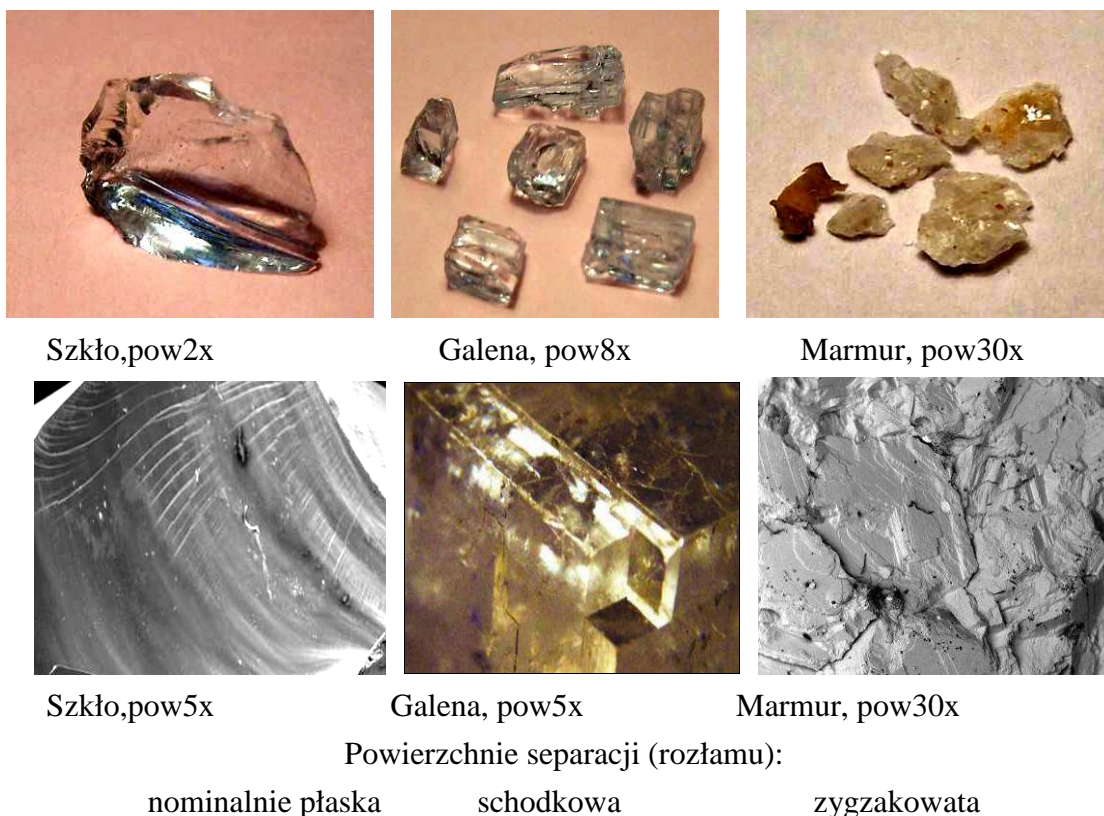 Szkło,pow2x Galena, pow8x Marmur, pow30x
Szkło,pow5x Galena, pow5x Marmur, pow30x
Powierzchnie separacji (rozłamu):
nominalnie płaska schodkowa zygzakowata